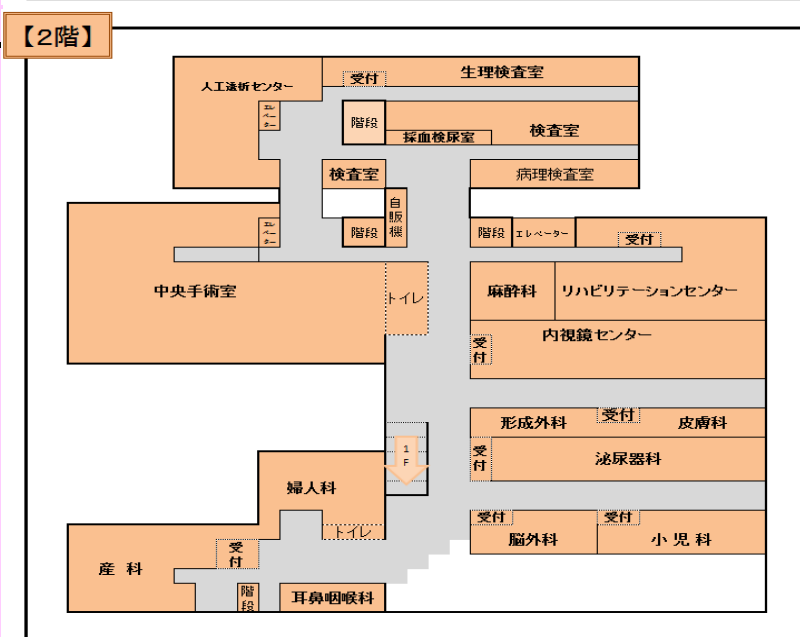 【2階】
生理検査室
受付
人工透析センター
エレベーター
階段
検査室
採血検尿室
検査室
病理検査室
自販機
エレベーター
階段
階段
エレベーター
受付
中央手術室
トイレ
麻酔科
リハビリテーションセンター
内視鏡センター
受付
形成外科
受付
皮膚科
1F
受付
泌尿器科
婦人科
受付
受付
トイレ
脳外科
小児科
受付
産科
階段
耳鼻咽喉科